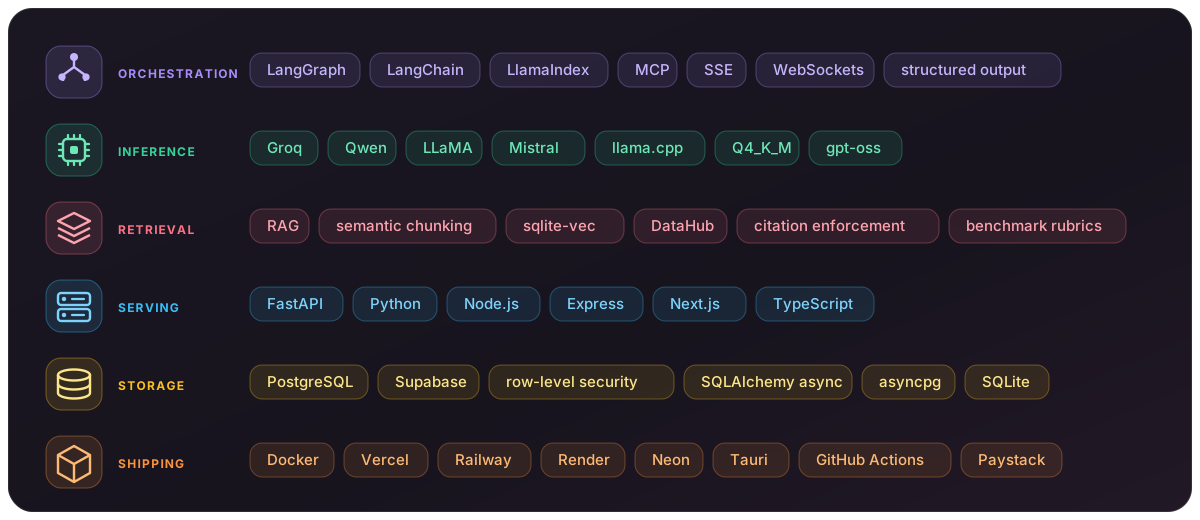 ORCHESTRATION LangGraph LangChain LlamaIndex MCP SSE WebSockets structured output
INFERENCE Groq Qwen LLaMA Mistral llama.cpp Q4_K_M gpt-oss
RETRIEVAL RAG semantic chunking sqlite-vec DataHub citation enforcement benchmark rubrics
SERVING FastAPI Python Node.js Express Next.js TypeScript
STORAGE PostgreSQL Supabase row-level security SQLAlchemy async asyncpg SQLite
SHIPPING Docker Vercel Railway Render Neon Tauri GitHub Actions Paystack